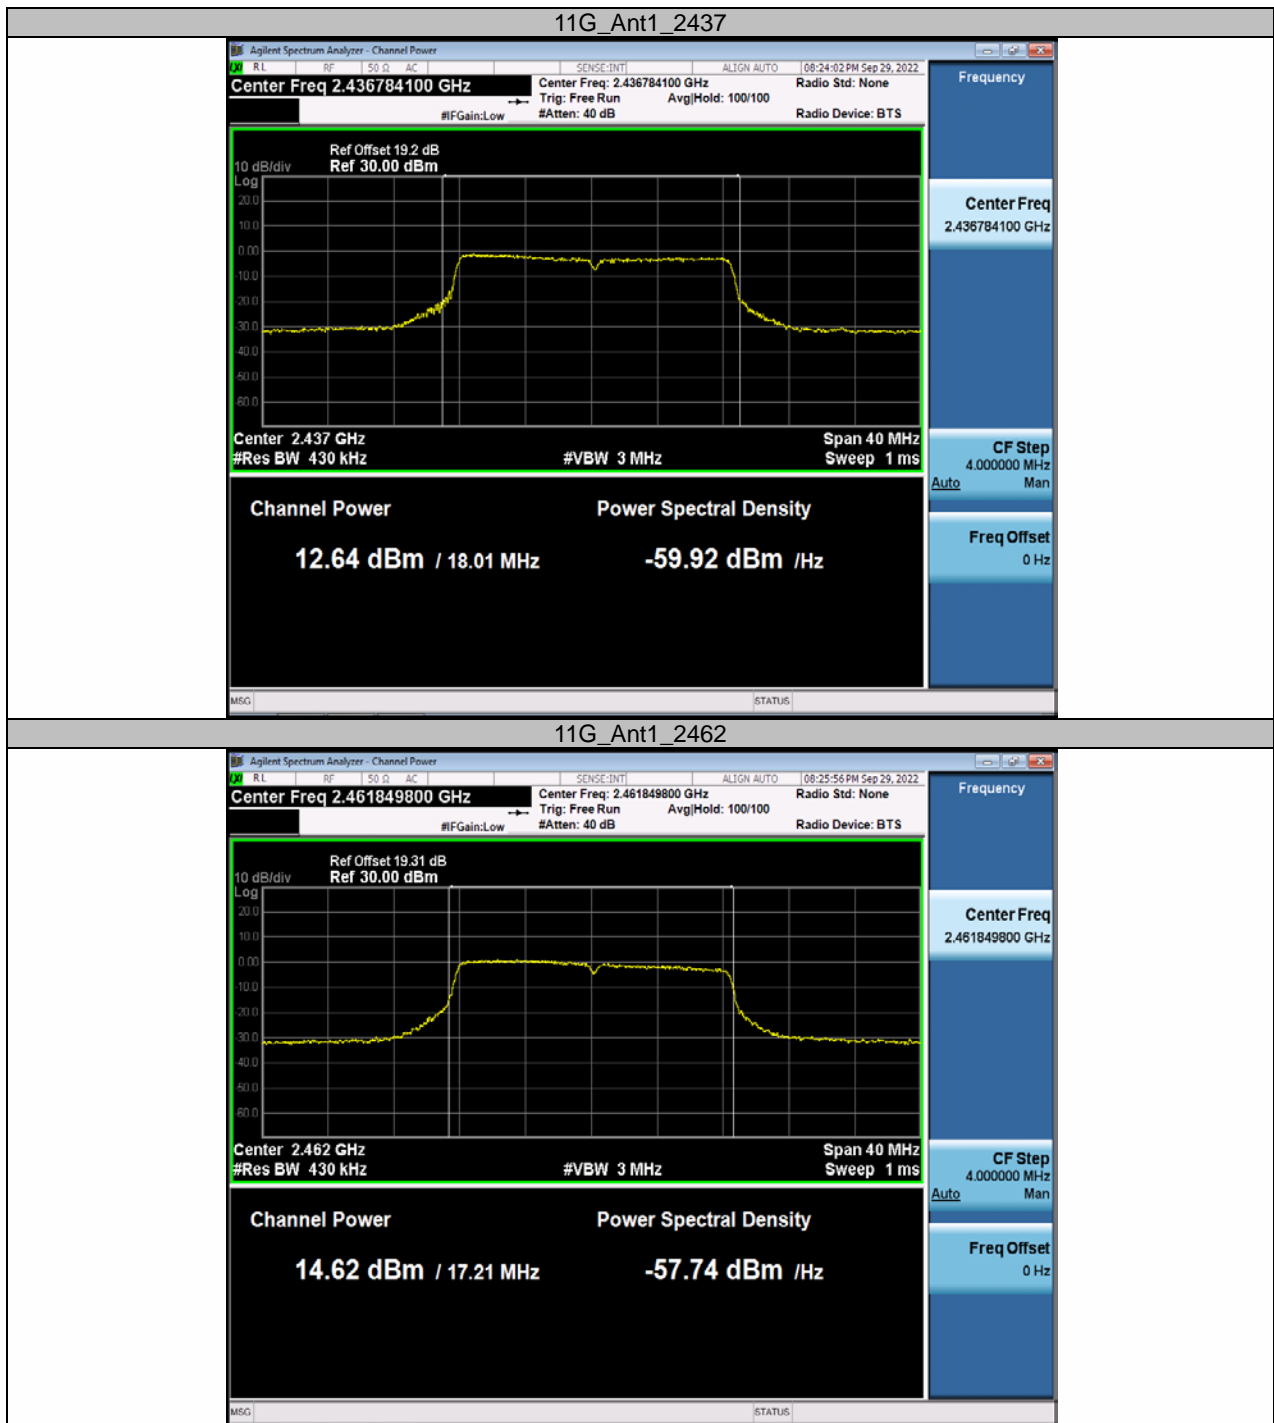 11G_Ant1_2437
Agilent Spectrum Analyzer - Channel Power
RL RF 50 Ω AC SENSE:INT ALIGN AUTO 08:24:02 PM Sep 29, 2022
Center Freq 2.436784100 GHz
Center Freq: 2.436784100 GHz
Radio Std: None
Trig: Free Run Avg|Hold: 100/100
#IFGain:Low
#Atten: 40 dB
Radio Device: BTS
Frequency
Ref Offset 19.2 dB
10 dB/div Ref 30.00 dBm
Log
20.0
10.0
0.00
-10.0
-20.0
-30.0
-40.0
-50.0
-60.0
Center 2.437 GHz Span 40 MHz
#Res BW 430 kHz #VBW 3 MHz Sweep 1 ms
Channel Power Power Spectral Density
12.64 dBm / 18.01 MHz -59.92 dBm /Hz
Center Freq
2.436784100 GHz
CF Step
4.000000 MHz
Auto Man
Freq Offset
0 Hz
MSG STATUS
11G_Ant1_2462
Agilent Spectrum Analyzer - Channel Power
RL RF 50 Ω AC SENSE:INT ALIGN AUTO 08:25:56 PM Sep 29, 2022
Center Freq 2.461849800 GHz
Center Freq: 2.461849800 GHz
Radio Std: None
Trig: Free Run Avg|Hold: 100/100
#IFGain:Low
#Atten: 40 dB
Radio Device: BTS
Frequency
Ref Offset 19.31 dB
10 dB/div Ref 30.00 dBm
Log
20.0
10.0
0.00
-10.0
-20.0
-30.0
-40.0
-50.0
-60.0
Center 2.462 GHz Span 40 MHz
#Res BW 430 kHz #VBW 3 MHz Sweep 1 ms
Channel Power Power Spectral Density
14.62 dBm / 17.21 MHz -57.74 dBm /Hz
Center Freq
2.461849800 GHz
CF Step
4.000000 MHz
Auto Man
Freq Offset
0 Hz
MSG STATUS